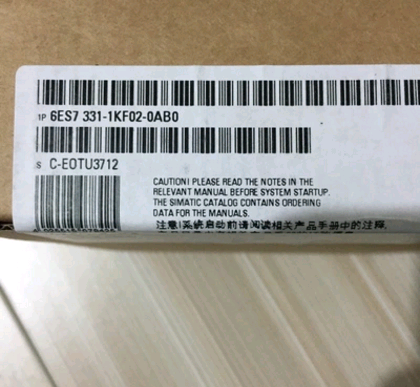 1P 6ES7 331-1KF02-0AB0
S C-EOTU3712
CAUTION! PLEASE READ THE NOTES IN THE
RELEVANT MANUAL BEFORE SYSTEM STARTUP.
THE SIMATIC CATALOG CONTAINS ORDERING
DATA FOR THE MANUALS.
注意!系统启动前请阅读相关产品手册中的注释,